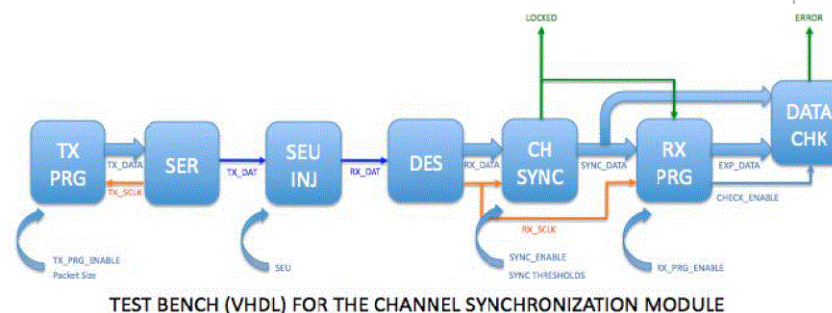 LOCKED
ERROR
TX PRG
TX_DATA
TX_SCLK
SER
TX_DAT
SEU INJ
RX_DAT
DES
RX_DATA
CH SYNC
SYNC_DATA
RX PRG
EXP_DATA
DATA CHK
CHECK_ENABLE
RX_SCLK
TX_PRG_ENABLE
Packet Size
SEU
SYNC_ENABLE
SYNC THRESHOLDS
RX_PRG_ENABLE
TEST BENCH (VHDL) FOR THE CHANNEL SYNCHRONIZATION MODULE